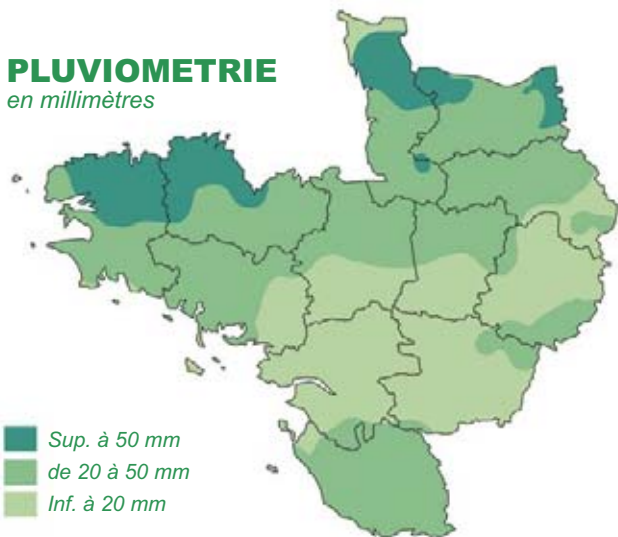 PLUVIOMETRIE
en millimètres
Sup. à 50 mm
de 20 à 50 mm
Inf. à 20 mm